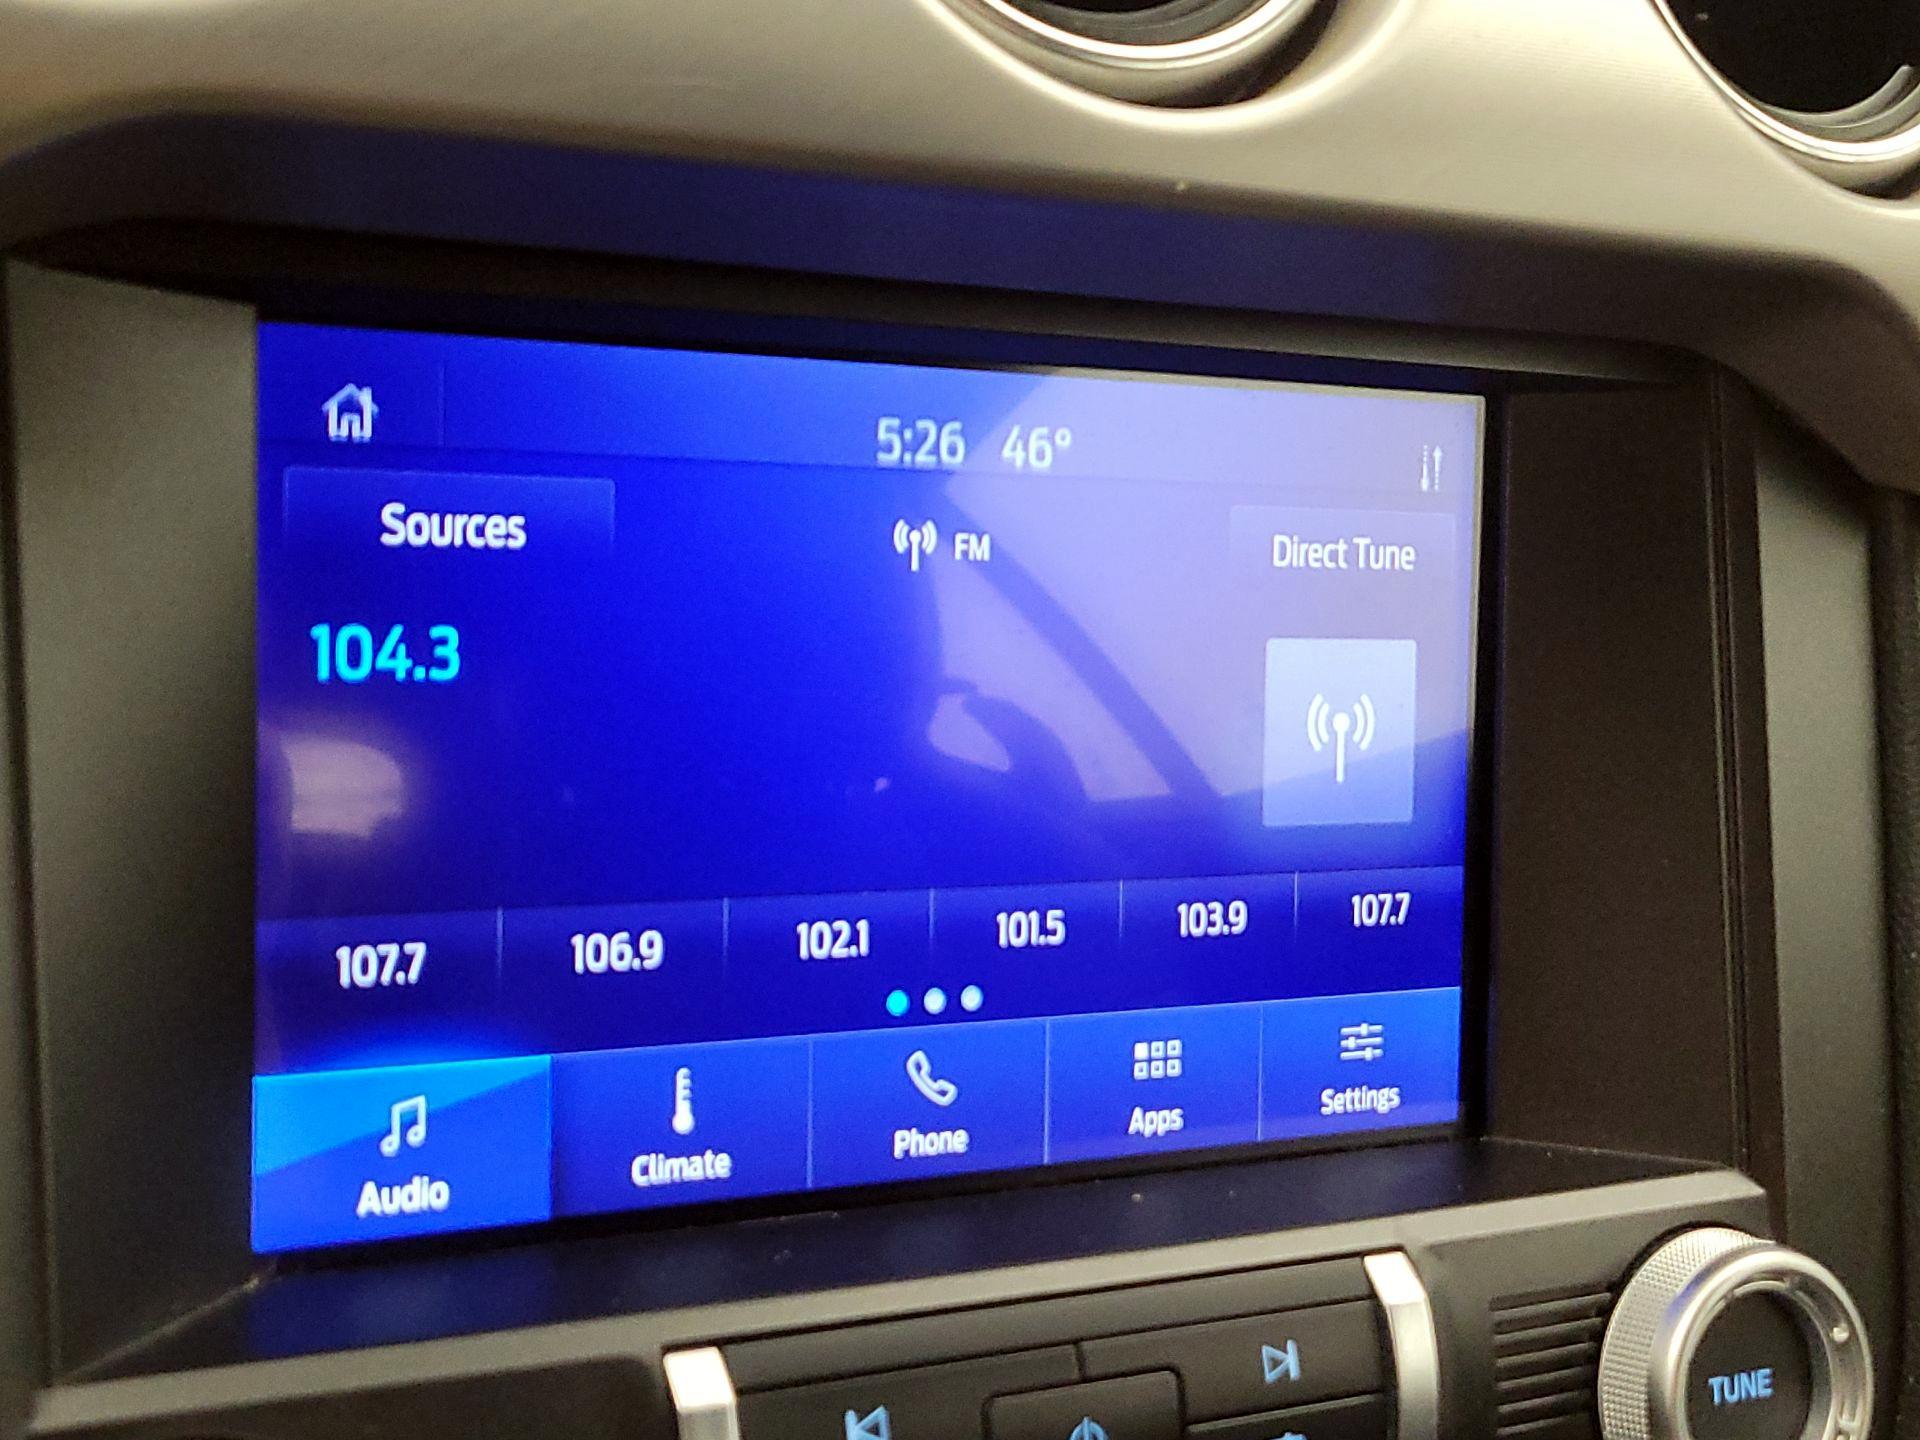 5:26 46°
Sources FM Direct Tune
104.3
107.7 106.9 102.1 101.5 103.9 107.7
Audio Climate Phone Apps Settings
TUNE